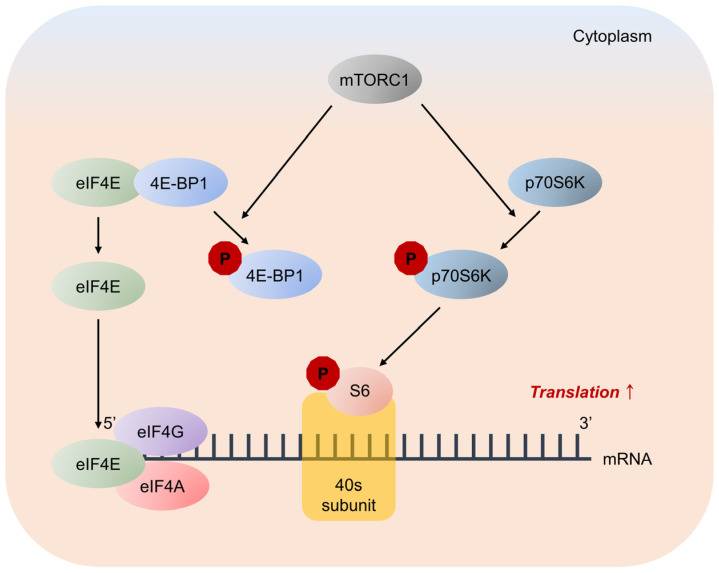 Cytoplasm
mTORC1
eIF4E
4E-BP1
p70S6K
P
4E-BP1
P
p70S6K
eIF4E
P
S6
Translation ↑
5’
3’
eIF4G
eIF4E
mRNA
eIF4A
40s
subunit